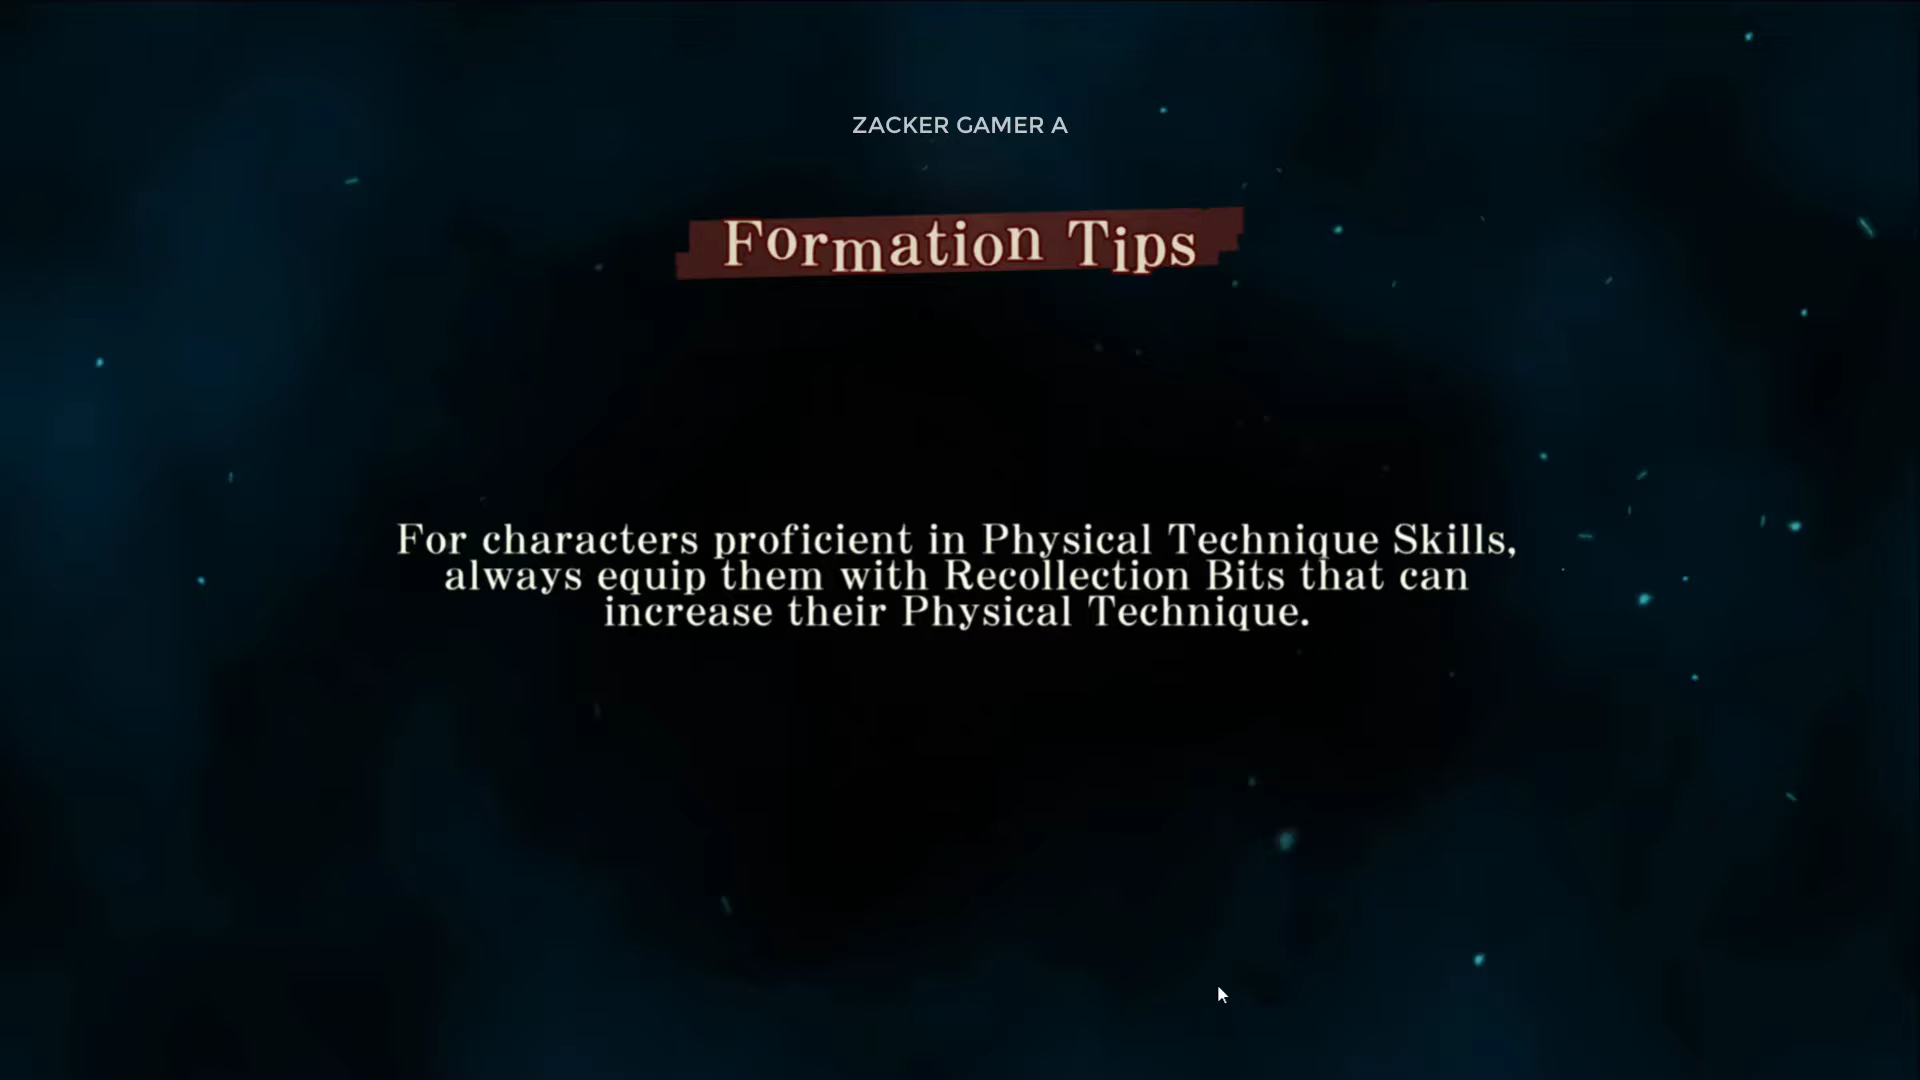 ZACKER GAMER A
Formation Tips
For characters proficient in Physical Technique Skills,
always equip them with Recollection Bits that can
increase their Physical Technique.